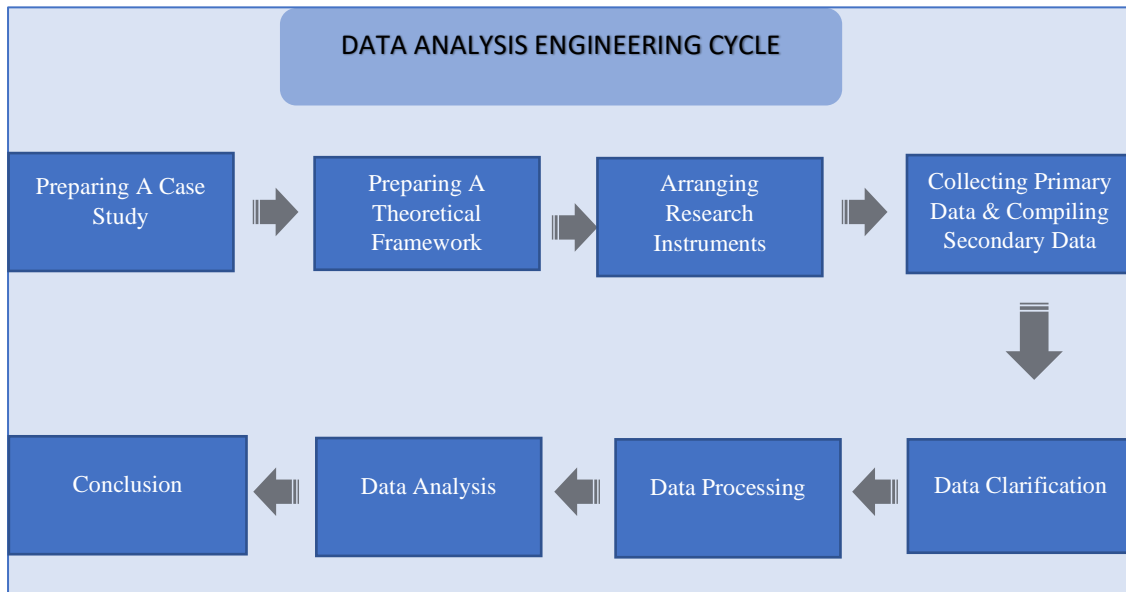 DATA ANALYSIS ENGINEERING CYCLE
Preparing A Case
Study
Preparing A
Theoretical
Framework
Arranging
Research
Instruments
Collecting Primary
Data & Compiling
Secondary Data
Data Clarification
Data Processing
Data Analysis
Conclusion